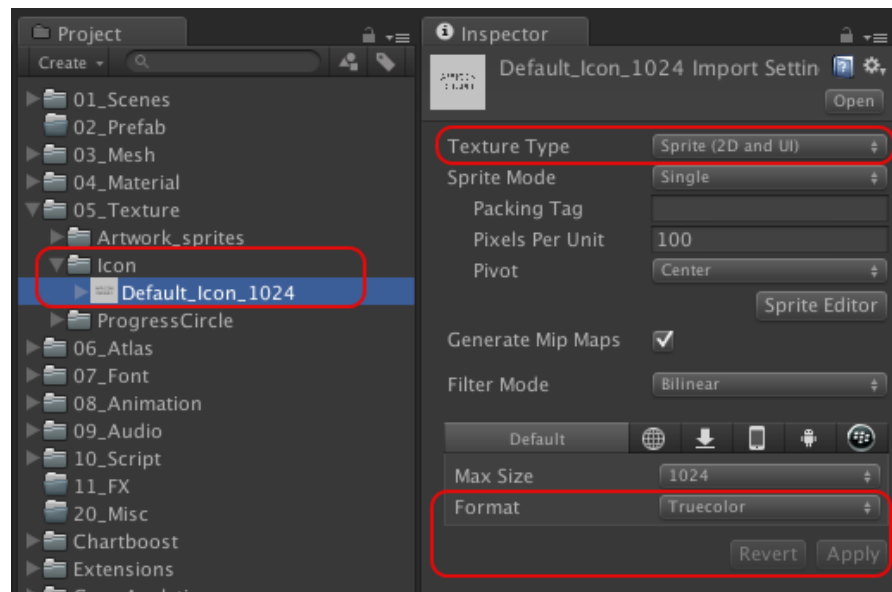 Project
Create
01_Scenes
02_Prefab
03_Mesh
04_Material
05_Texture
Artwork_sprites
Icon
Default_Icon_1024
ProgressCircle
06_Atlas
07_Font
08_Animation
09_Audio
10_Script
11_FX
20_Misc
Chartboost
Extensions
Inspector
Default_Icon_1024 Import Settin
Open
Texture Type Sprite (2D and UI)
Sprite Mode Single
Packing Tag
Pixels Per Unit 100
Pivot Center
Sprite Editor
Generate Mip Maps
Filter Mode Bilinear
Default
Max Size 1024
Format Truecolor
Revert Apply